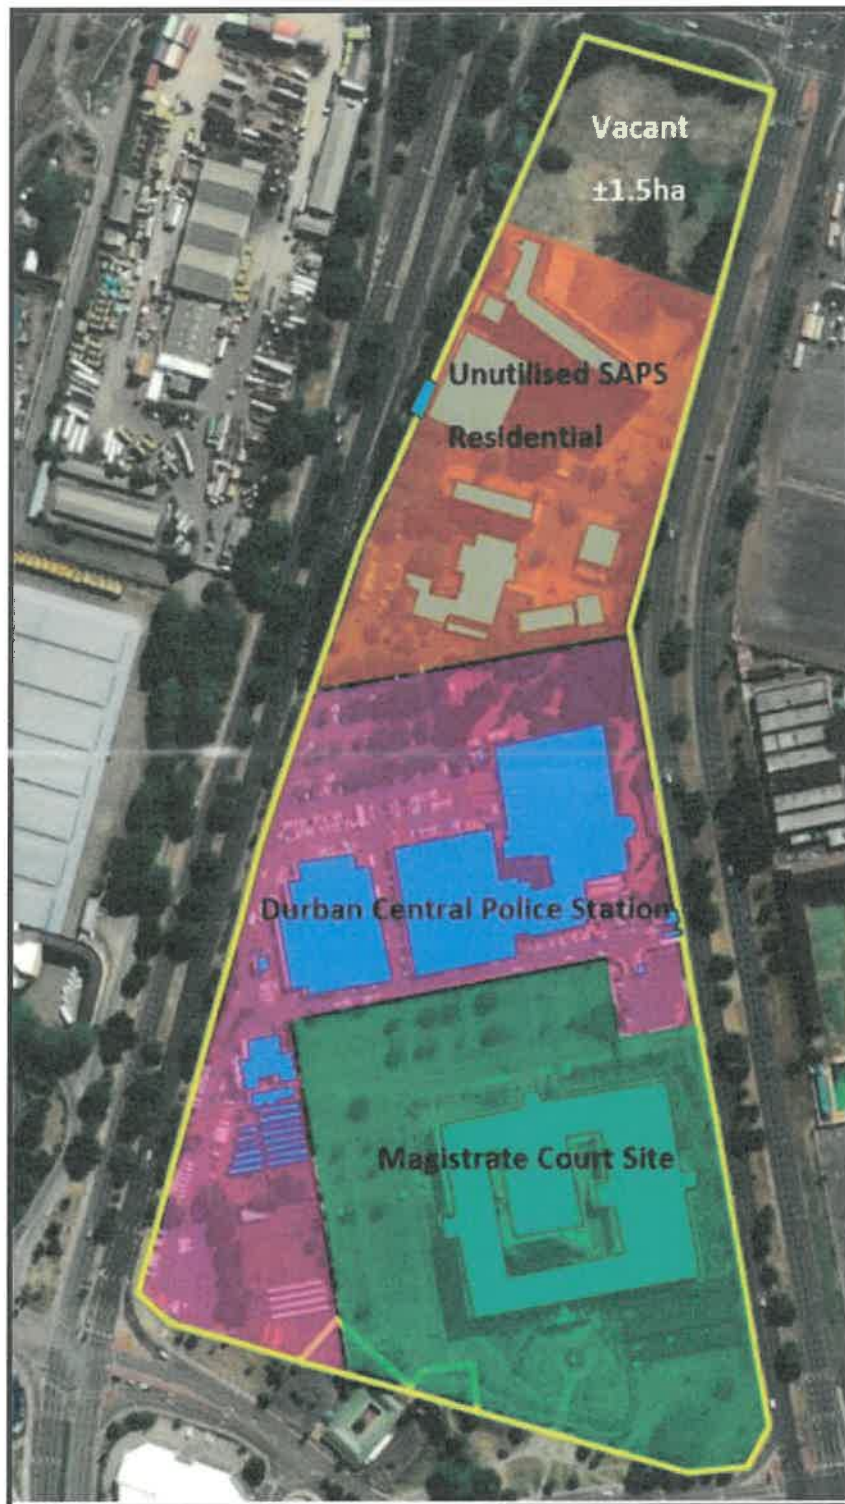 Vacant
±1.5ha
Unutilised SAPS
Residential
Durban Central Police Station
Magistrate Court Site